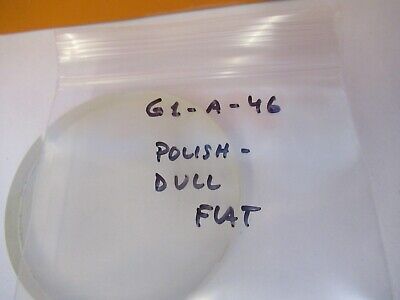 G1-A-46
POLISH-
DULL
FLAT